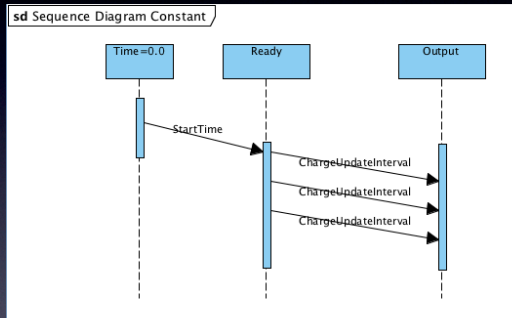 sd Sequence Diagram Constant
Time=0.0
Ready
Output
StartTime
ChargeUpdateInterval
ChargeUpdateInterval
ChargeUpdateInterval